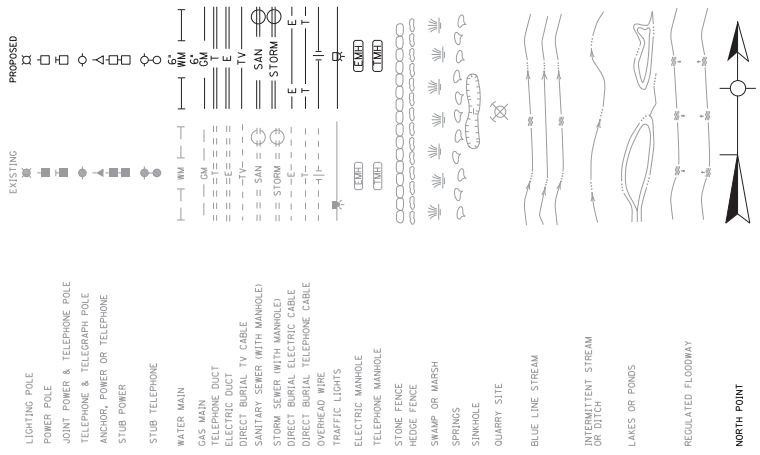 EXISTING
PROPOSED
LIGHTING POLE
POWER POLE
JOINT POWER & TELEPHONE POLE
TELEPHONE & TELEGRAPH POLE
ANCHOR, POWER OR TELEPHONE
STUB POWER
STUB TELEPHONE
WATER MAIN WM 6" WM
GAS MAIN GM 6" GM
TELEPHONE DUCT T T
ELECTRIC DUCT E E
DIRECT BURIAL TV CABLE TV TV
SANITARY SEWER (WITH MANHOLE) SAN SAN
STORM SEWER (WITH MANHOLE) STORM STORM
DIRECT BURIAL ELECTRIC CABLE E E E
DIRECT BURIAL TELEPHONE CABLE T T T
OVERHEAD WIRE
TRAFFIC LIGHTS
ELECTRIC MANHOLE EMH EMH
TELEPHONE MANHOLE TMH TMH
STONE FENCE
HEDGE FENCE
SWAMP OR MARSH
SPRINGS
SINKHOLE
QUARRY SITE
BLUE LINE STREAM
INTERMITTENT STREAM
OR DITCH
LAKES OR PONDS
REGULATED FLOODWAY
NORTH POINT